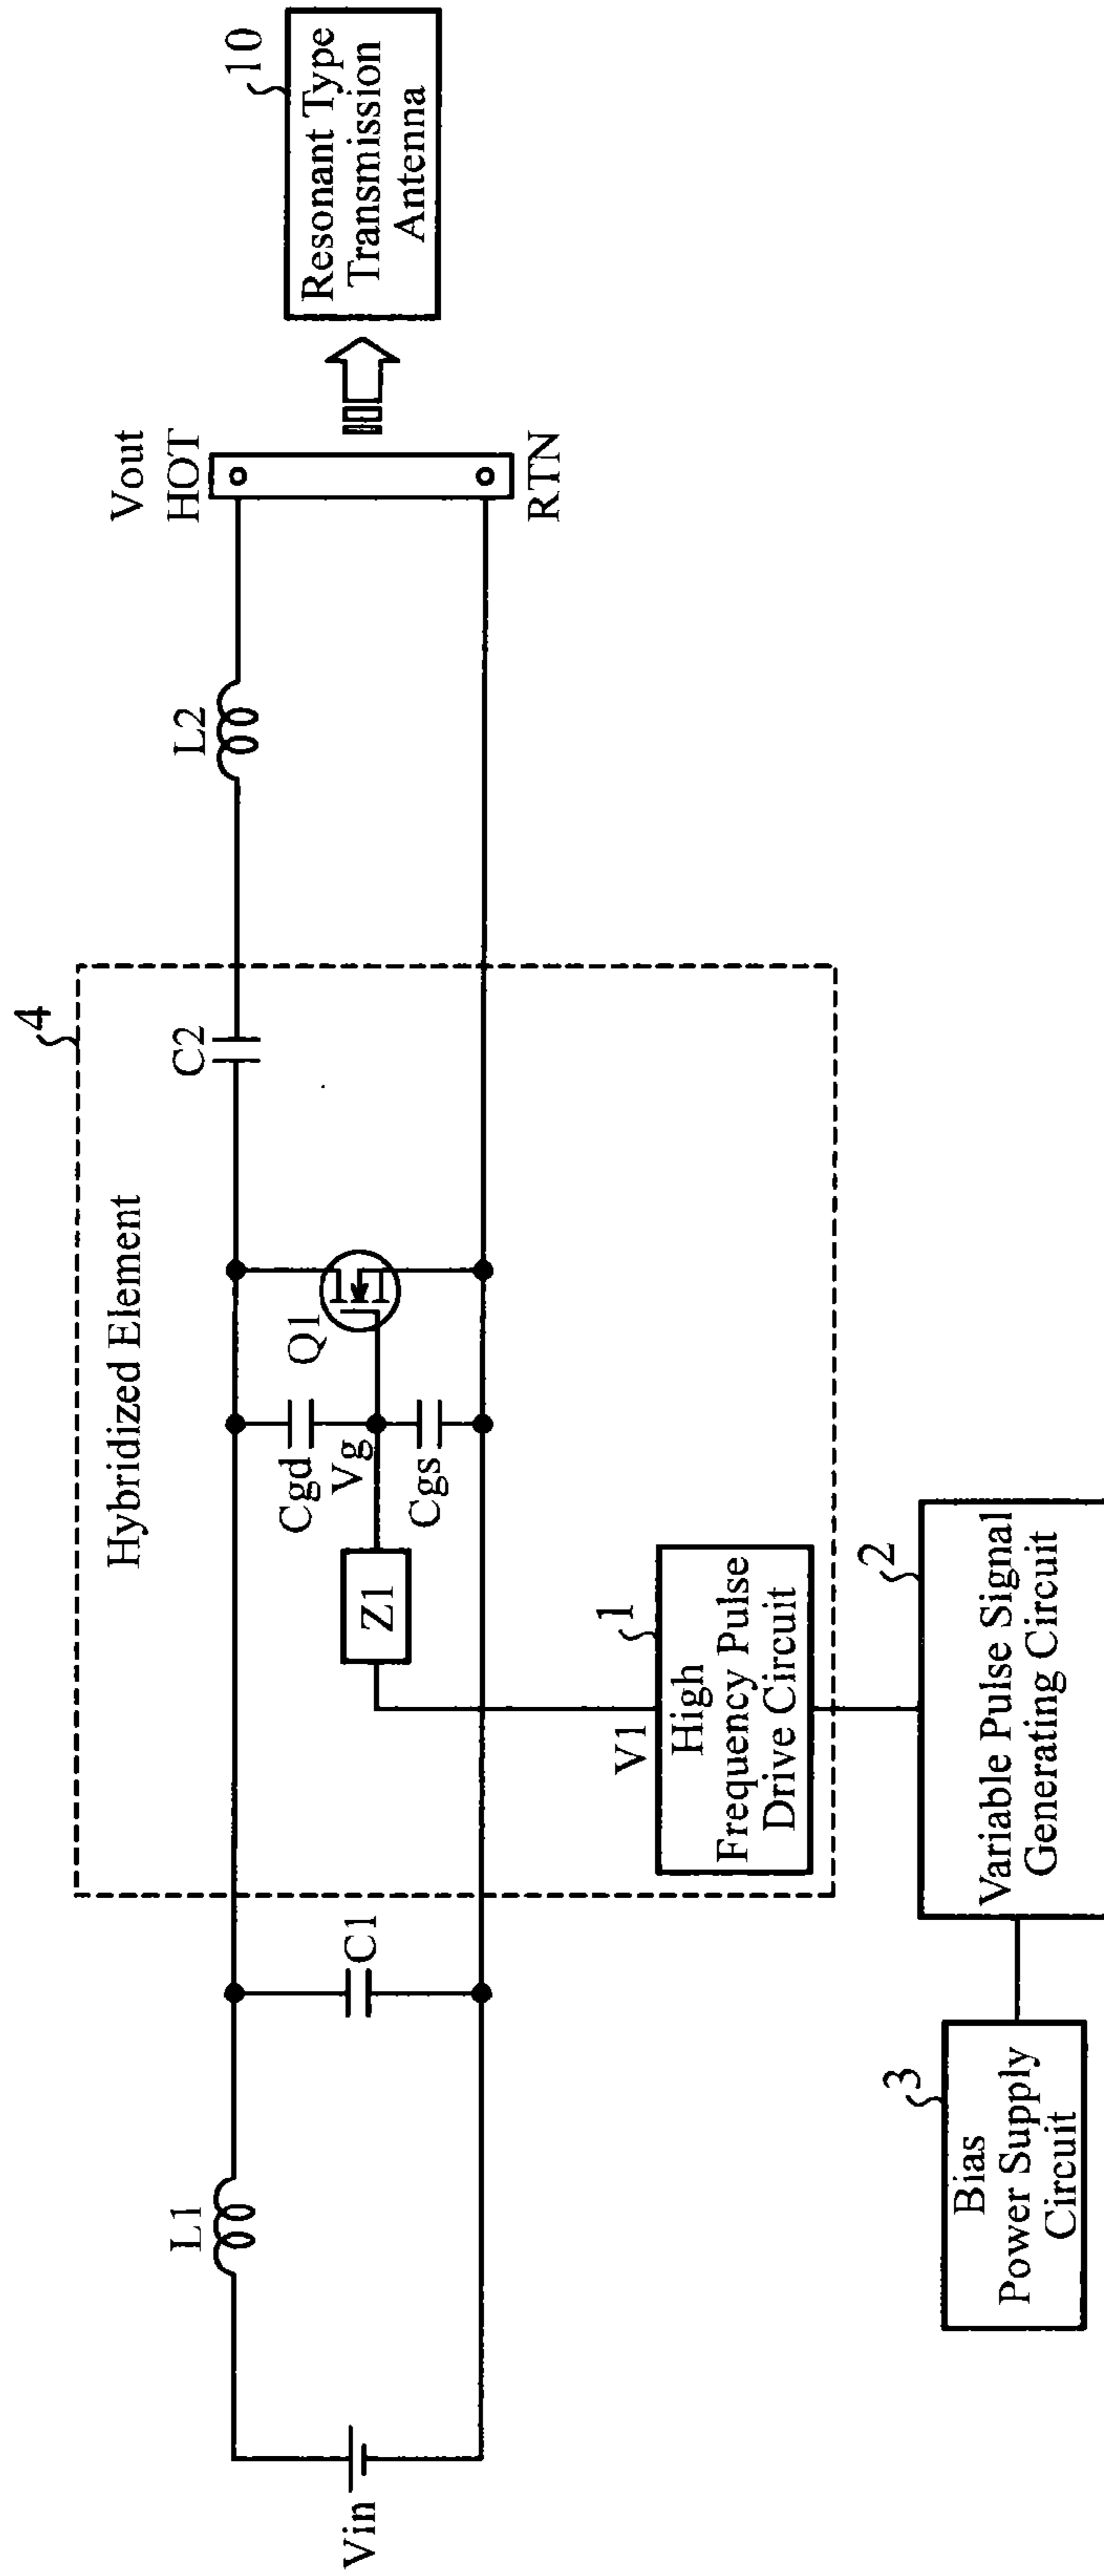 Vout
HOT
10
Resonant Type
Transmission
Antenna
L2
RTN
4
C2
Hybridized Element
Q1
Cgd
Vg
Cgs
Z1
V1
1
High
Frequency Pulse
Drive Circuit
2
Variable Pulse Signal
Generating Circuit
L1
C1
3
Bias
Power Supply
Circuit
Vin